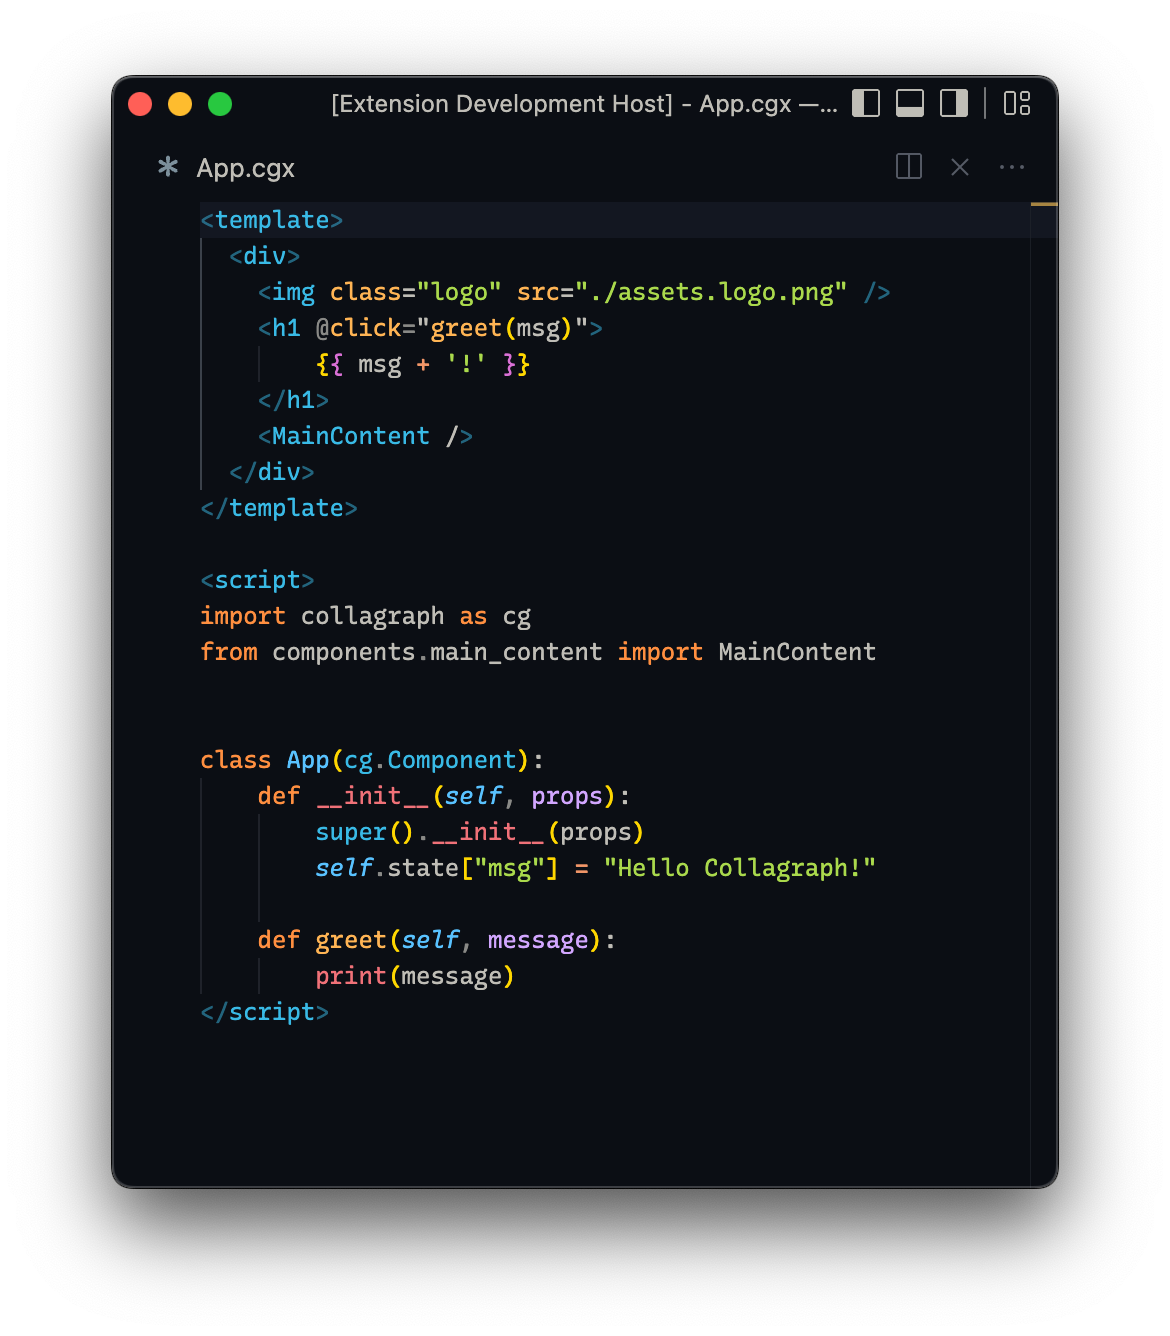 [Extension Development Host] - App.cgx —...
App.cgx
<template>
  <div>
    <img class="logo" src="./assets.logo.png" />
    <h1 @click="greet(msg)">
        {{ msg + '!' }}
    </h1>
    <MainContent />
  </div>
</template>

<script>
import collagraph as cg
from components.main_content import MainContent


class App(cg.Component):
    def __init__(self, props):
        super().__init__(props)
        self.state["msg"] = "Hello Collagraph!"

    def greet(self, message):
        print(message)
</script>